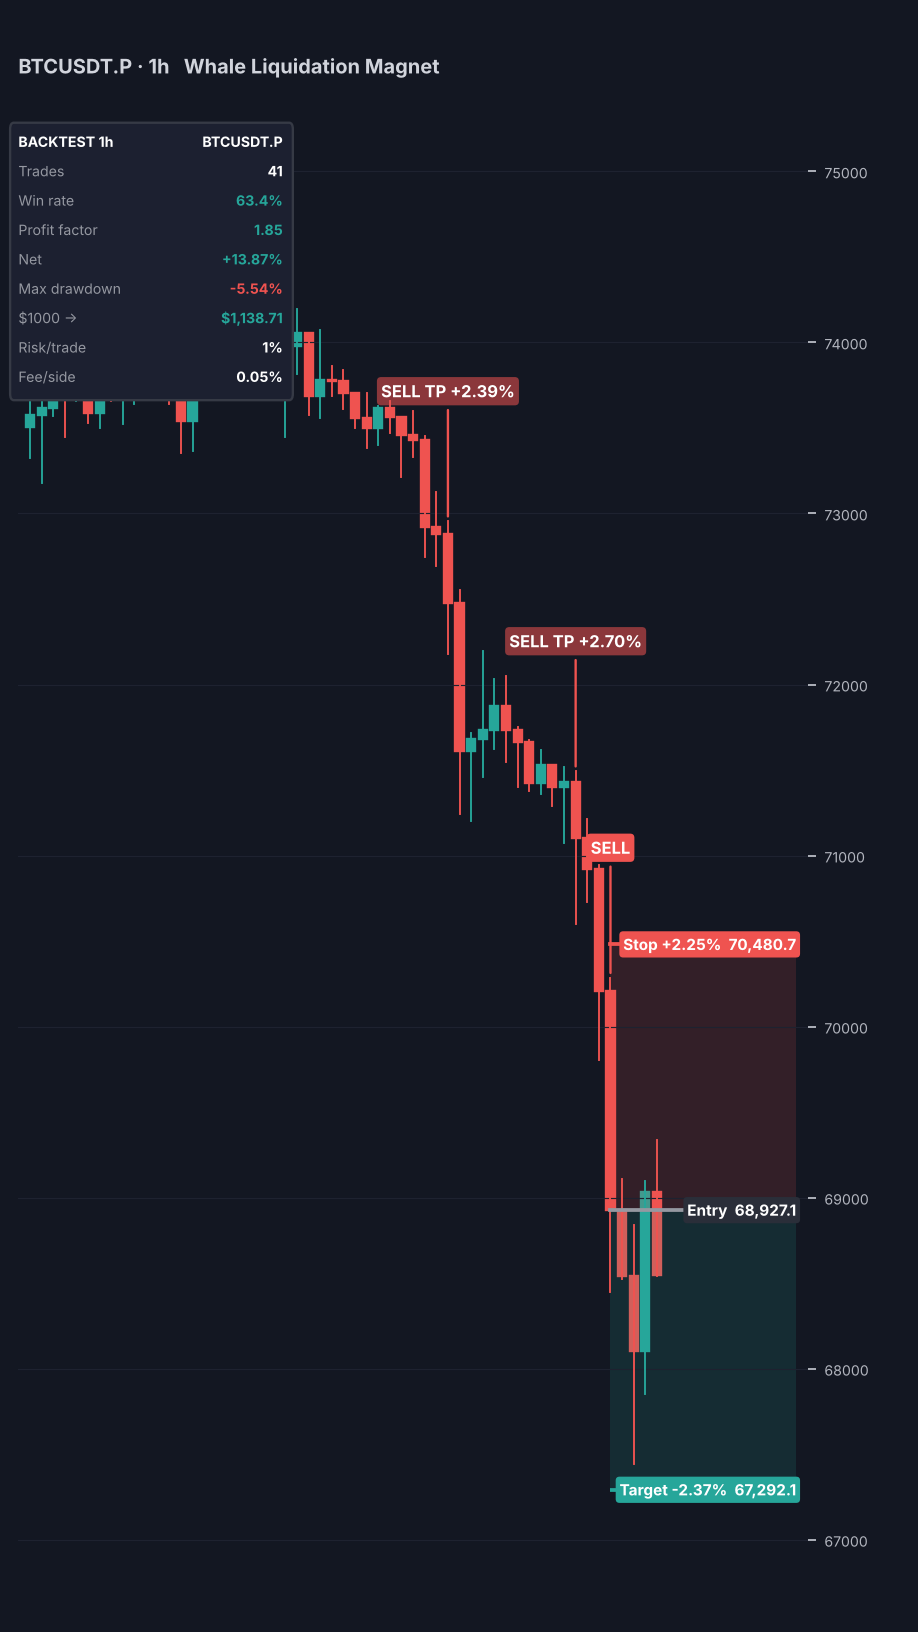 BTCUSDT.P · 1h Whale Liquidation Magnet
BACKTEST 1h BTCUSDT.P
Trades 41
Win rate 63.4%
Profit factor 1.85
Net +13.87%
Max drawdown -5.54%
$1000 → $1,138.71
Risk/trade 1%
Fee/side 0.05%
75000
74000
SELL TP +2.39%
73000
SELL TP +2.70%
72000
SELL
71000
Stop +2.25% 70,480.7
70000
69000
Entry 68,927.1
68000
Target -2.37% 67,292.1
67000